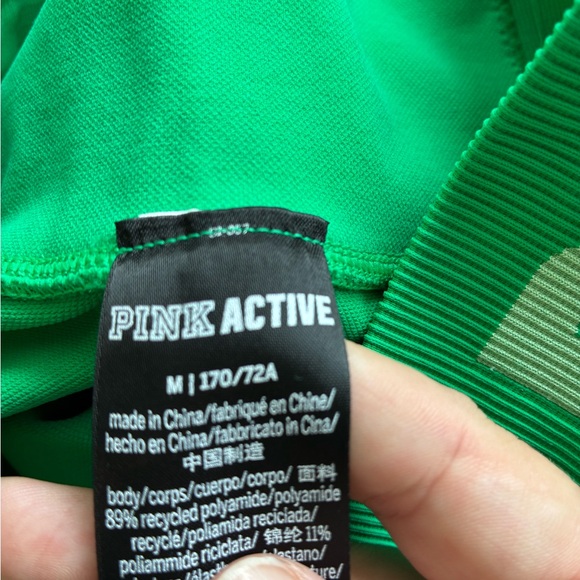 PINK ACTIVE
M | 170/72A
made in China/fabriqué en Chine/
hecho en China/fabbricato in Cina/
中国制造
body/corps/cuerpo/corpo/ 面料
89% recycled polyamide/polyamide
recyclé/poliamida reciclada/
poliammide riciclata/ 锦纶 11%